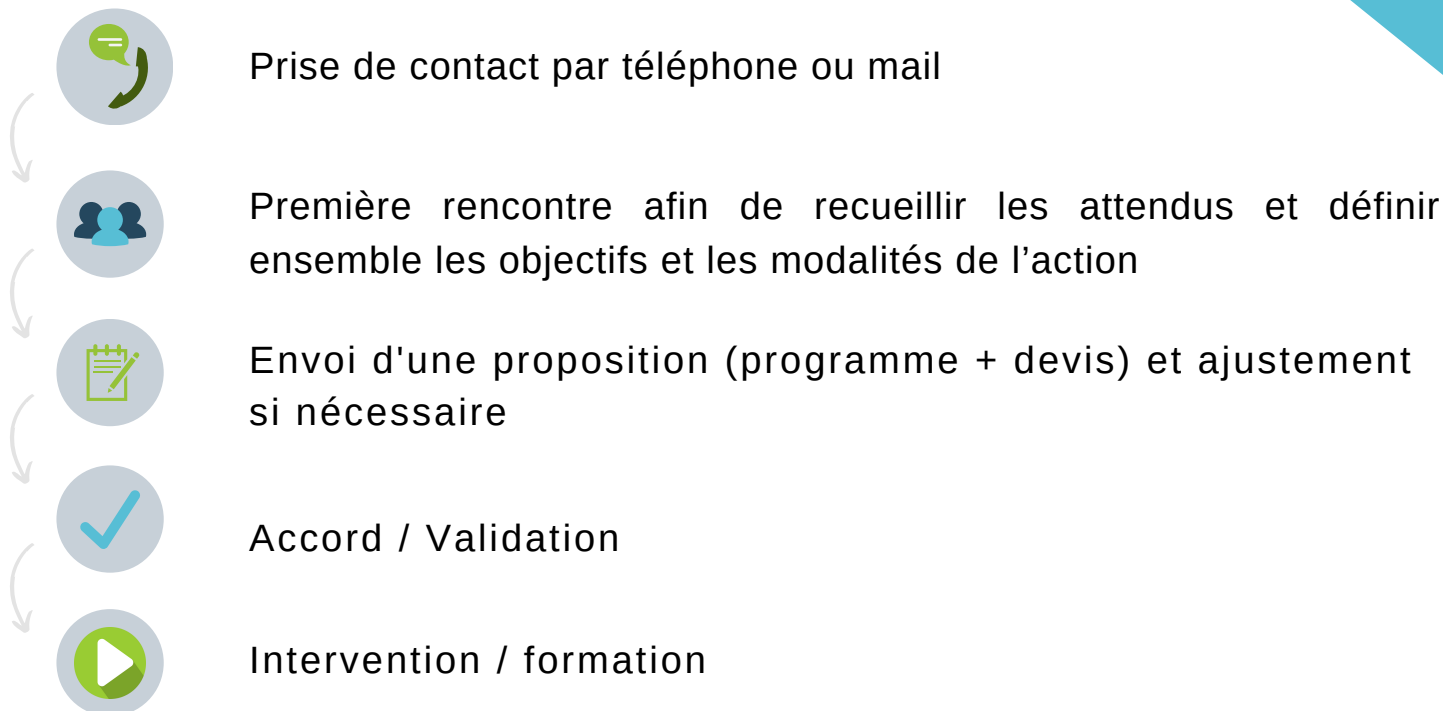 Prise de contact par téléphone ou mail
Première rencontre afin de recueillir les attendus et définir
ensemble les objectifs et les modalités de l’action
Envoi d'une proposition (programme + devis) et ajustement
si nécessaire
Accord / Validation
Intervention / formation